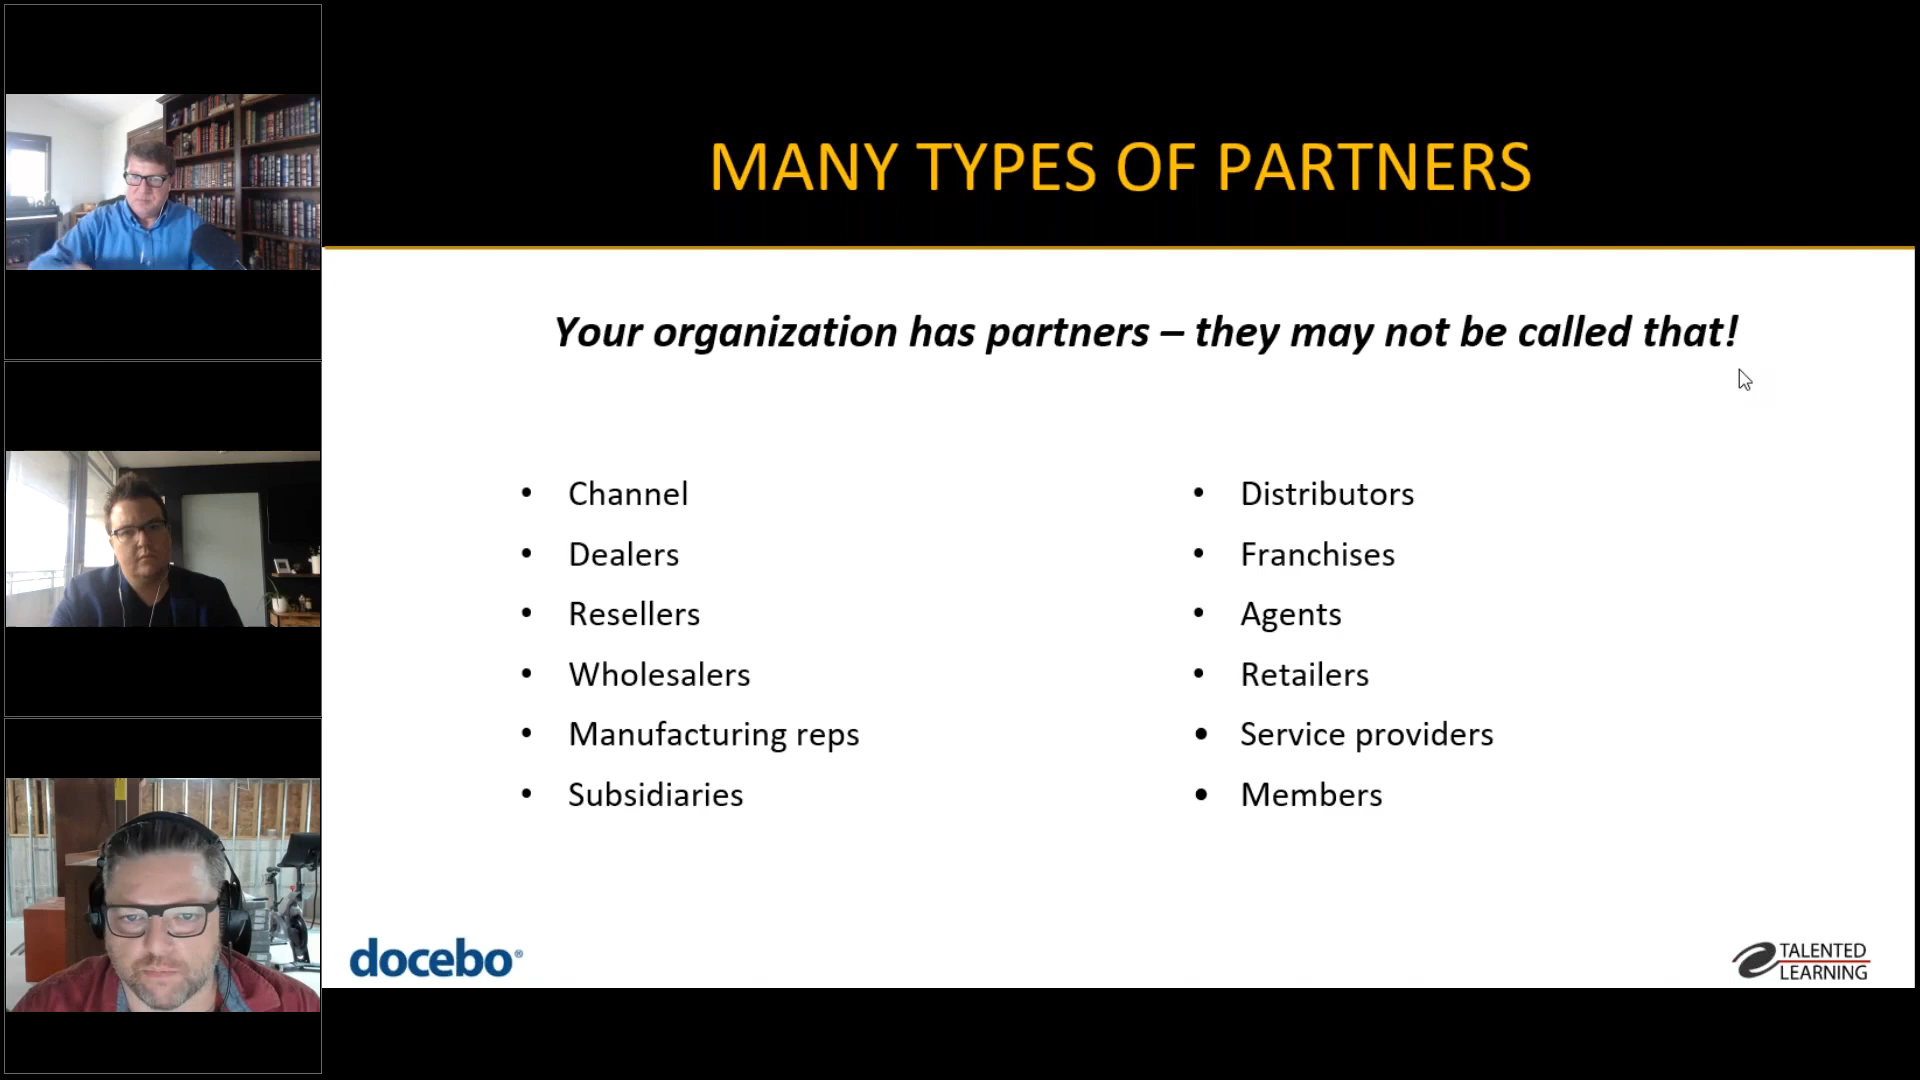 MANY TYPES OF PARTNERS
Your organization has partners – they may not be called that!
• Channel
• Dealers
• Resellers
• Wholesalers
• Manufacturing reps
• Subsidiaries
• Distributors
• Franchises
• Agents
• Retailers
• Service providers
• Members
docebo®
TALENTED
LEARNING